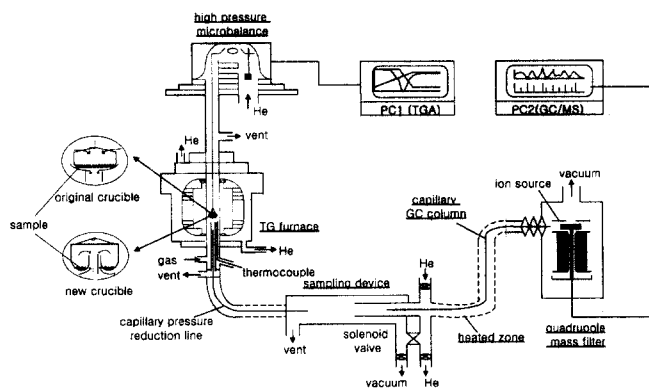 high pressure
microbalance
He
PC1 (TGA)
PC2(GC/MS)
He
vent
vacuum
ion source
capillary
GC column
original crucible
sample
TG furnace
He
gas
vent
thermocouple
new crucible
sampling device
He
capillary pressure
reduction line
vent
solenoid
valve
heated zone
quadrupole
mass filter
vacuum
He